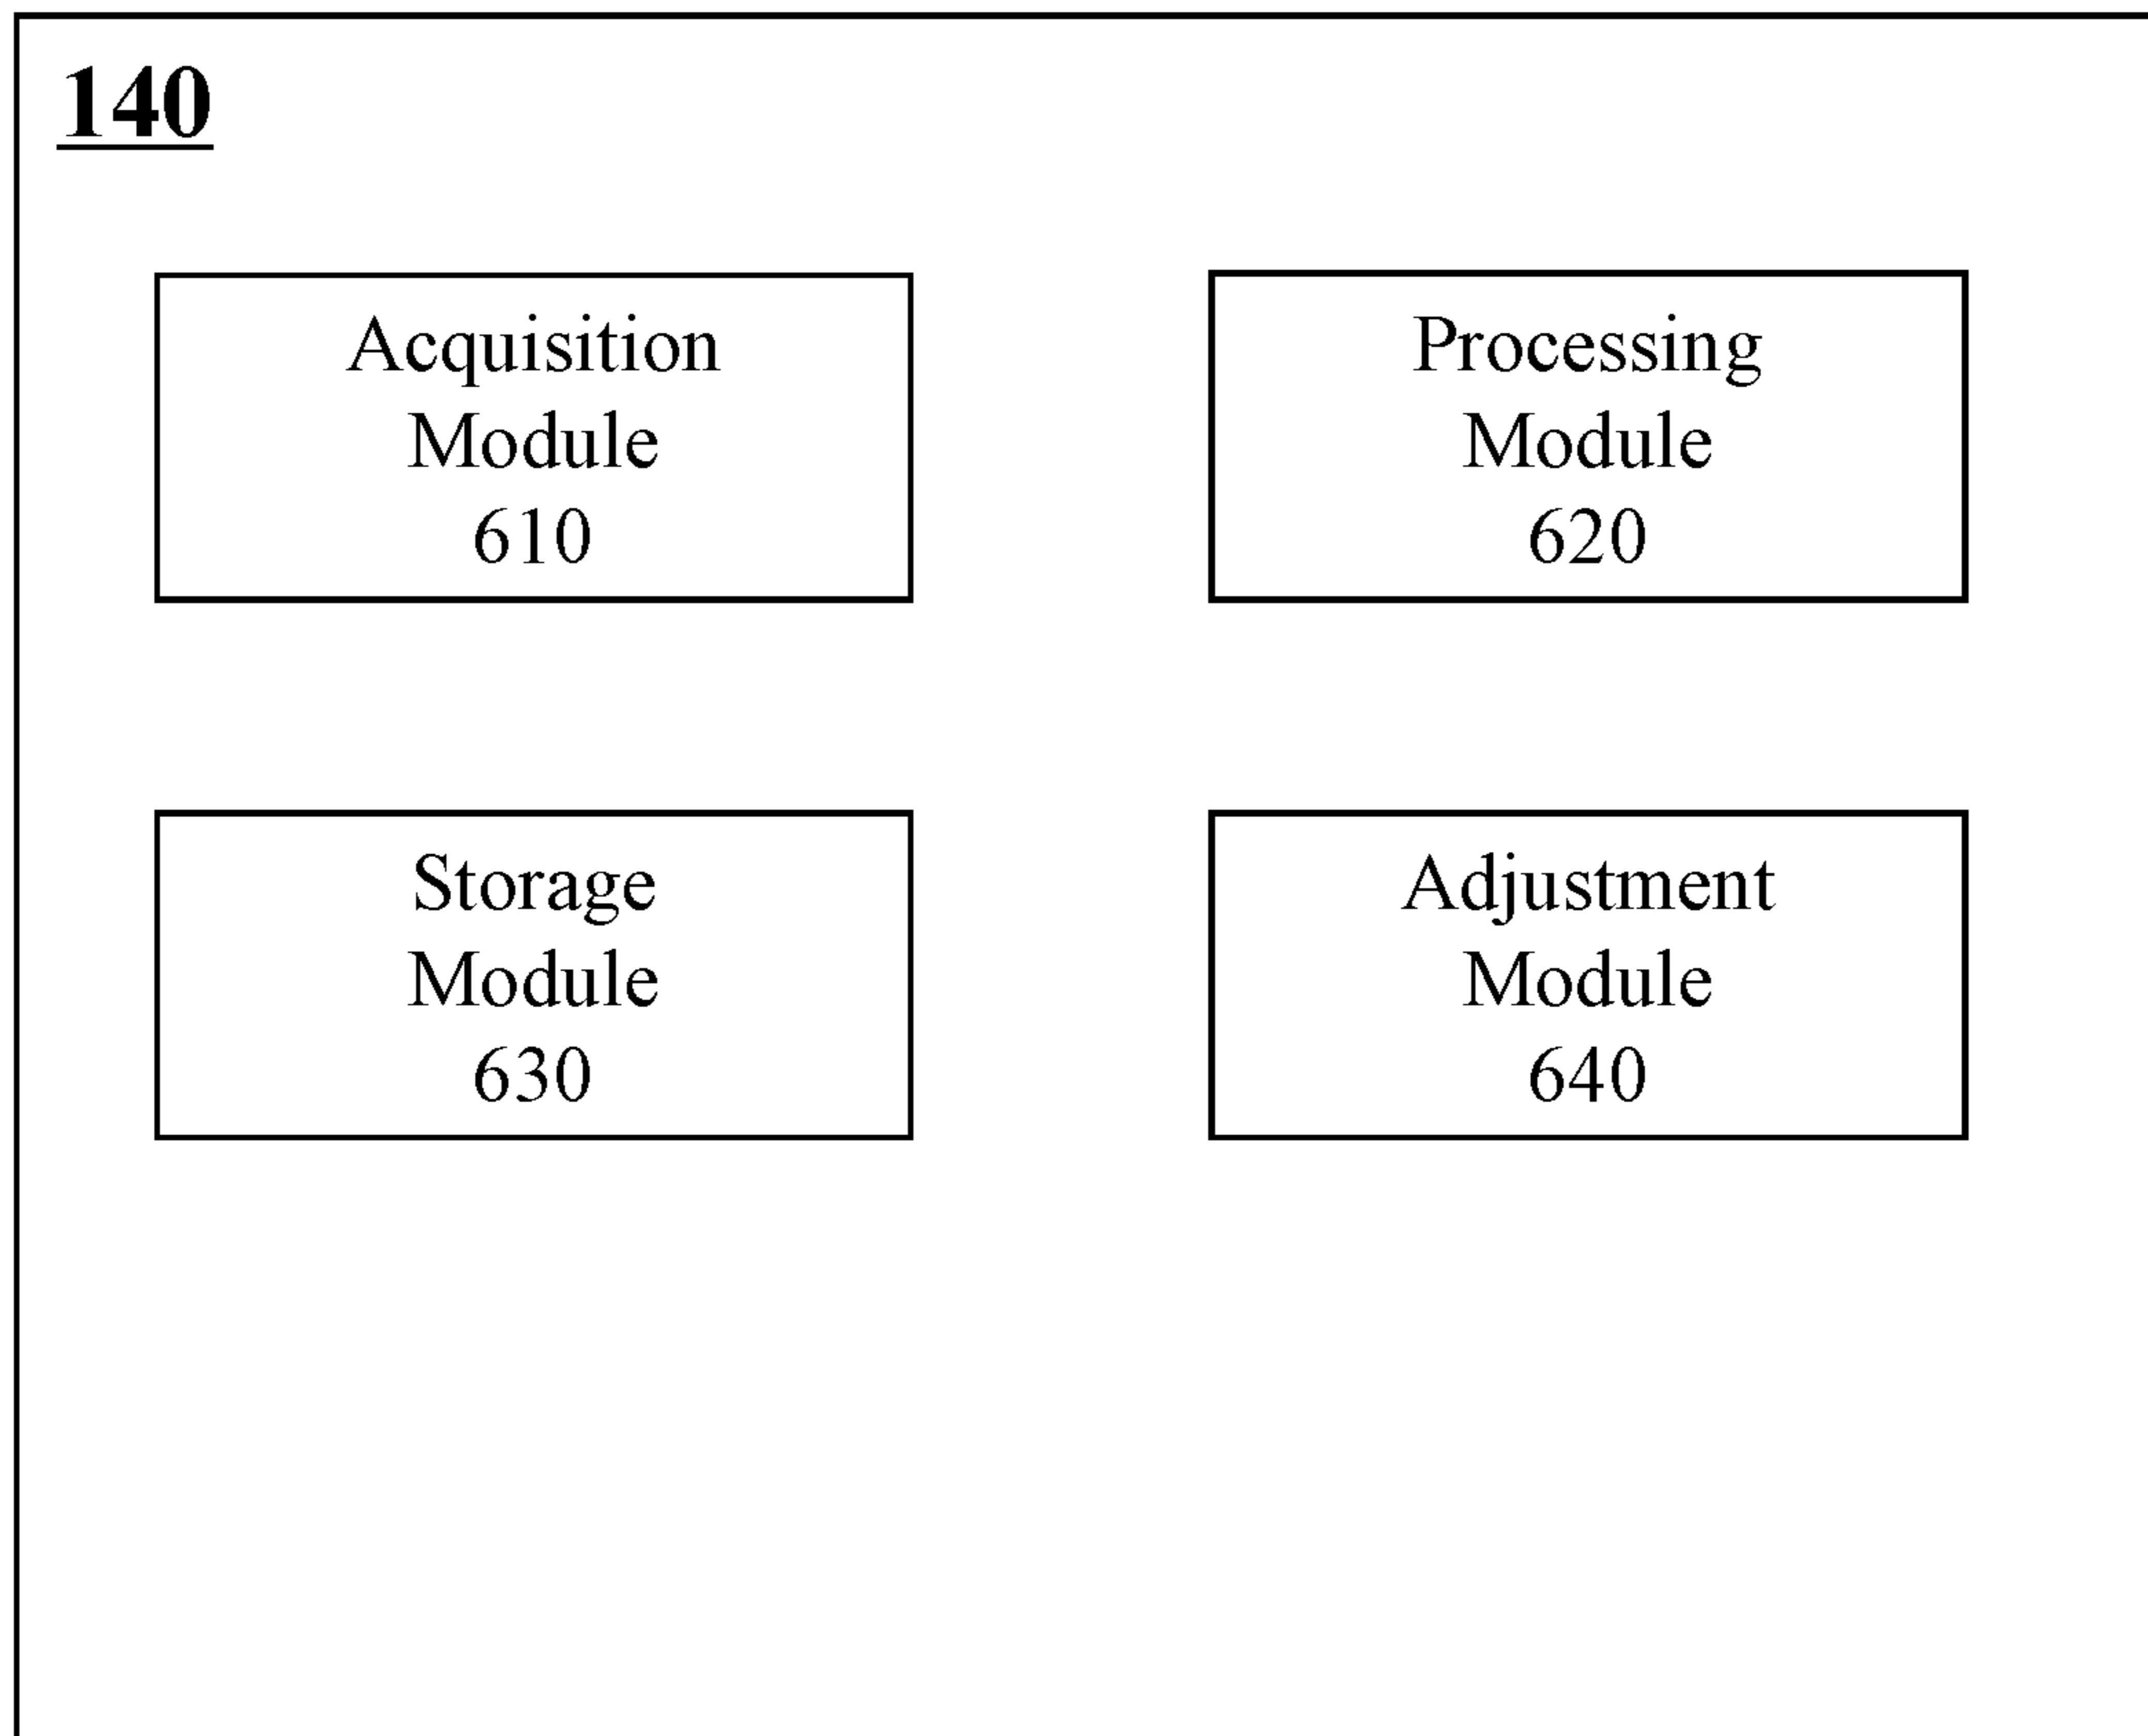 140
Acquisition
Module
610
Processing
Module
620
Storage
Module
630
Adjustment
Module
640